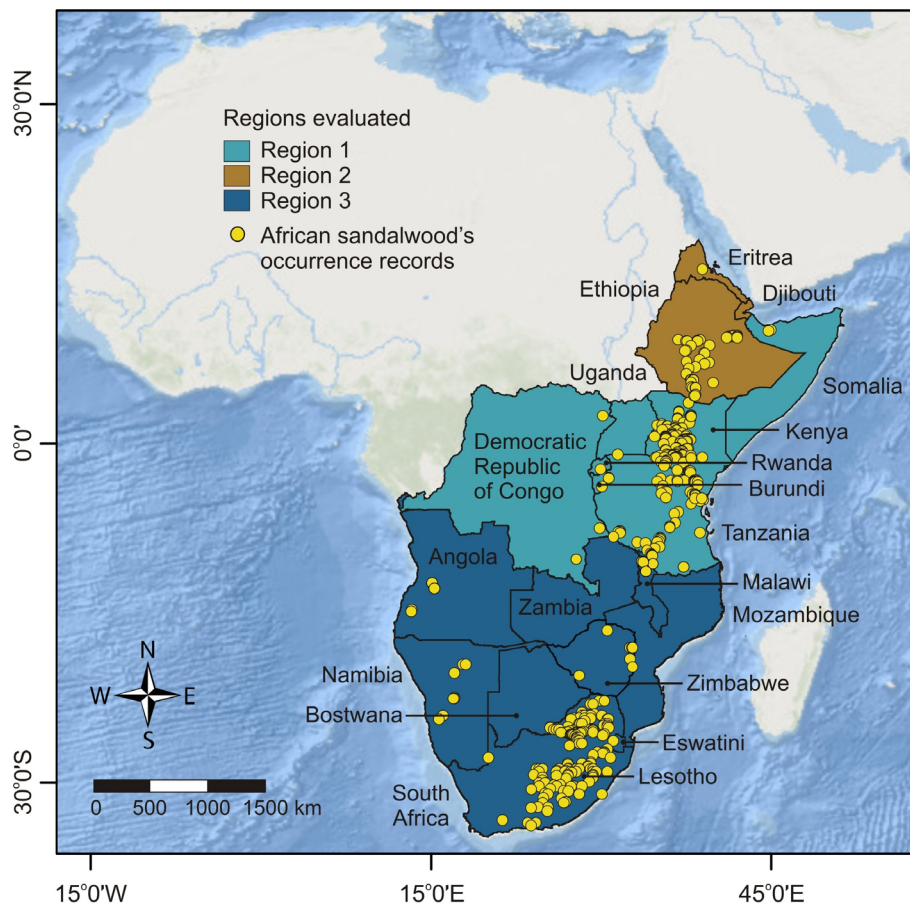 30°0′N
Regions evaluated
Region 1
Region 2
Region 3
African sandalwood's
occurrence records
Eritrea
Ethiopia
Djibouti
Uganda
Somalia
0°0′
Democratic
Republic
of Congo
Kenya
Rwanda
Burundi
Tanzania
Angola
Malawi
Zambia
Mozambique
N
W E
S
Namibia
Zimbabwe
Bostwana
Eswatini
30°0′S
Lesotho
0 500 1000 1500 km
South
Africa
15°0′W 15°0′E 45°0′E